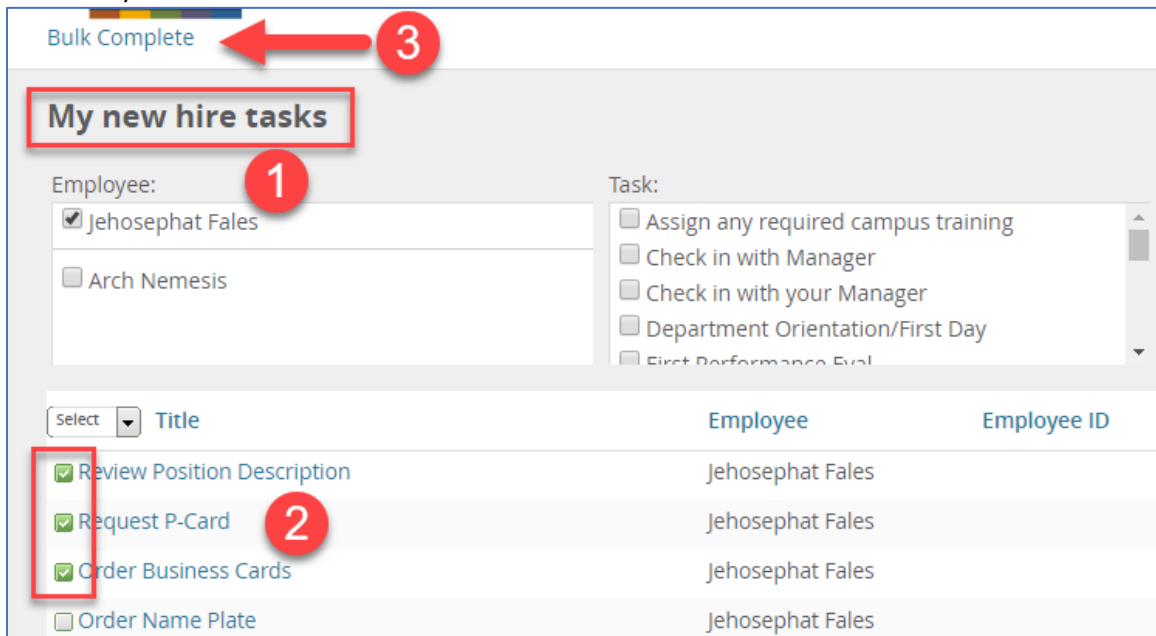 Bulk Complete
3
My new hire tasks
1
Employee:
Task:
Jehosephat Fales
Arch Nemesis
Assign any required campus training
Check in with Manager
Check in with your Manager
Department Orientation/First Day
First Performance Eval
Select Title Employee Employee ID
Review Position Description Jehosephat Fales
Request P-Card Jehosephat Fales
2
Order Business Cards Jehosephat Fales
Order Name Plate Jehosephat Fales